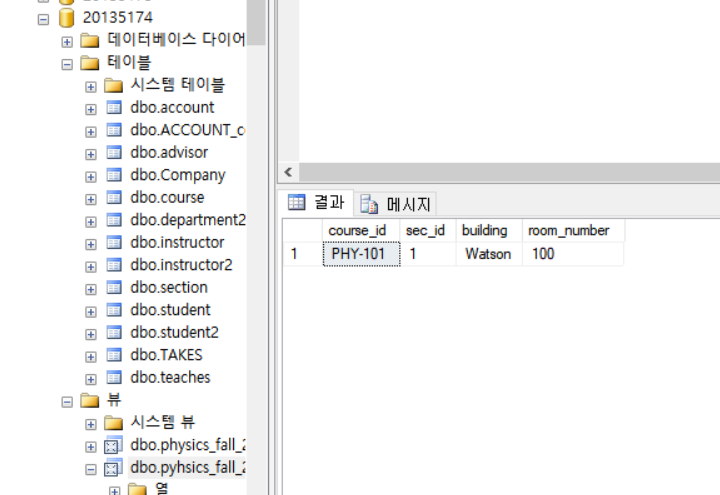 20135174
데이터베이스 다이어
테이블
시스템 테이블
dbo.account
dbo.ACCOUNT_c
dbo.advisor
dbo.Company
dbo.course
dbo.department2
dbo.instructor
dbo.instructor2
dbo.section
dbo.student
dbo.student2
dbo.TAKES
dbo.teaches
뷰
시스템 뷰
dbo.physics_fall_2
dbo.pyhsics_fall_2
열
결과 메시지
course_id sec_id building room_number
1 PHY-101 1 Watson 100